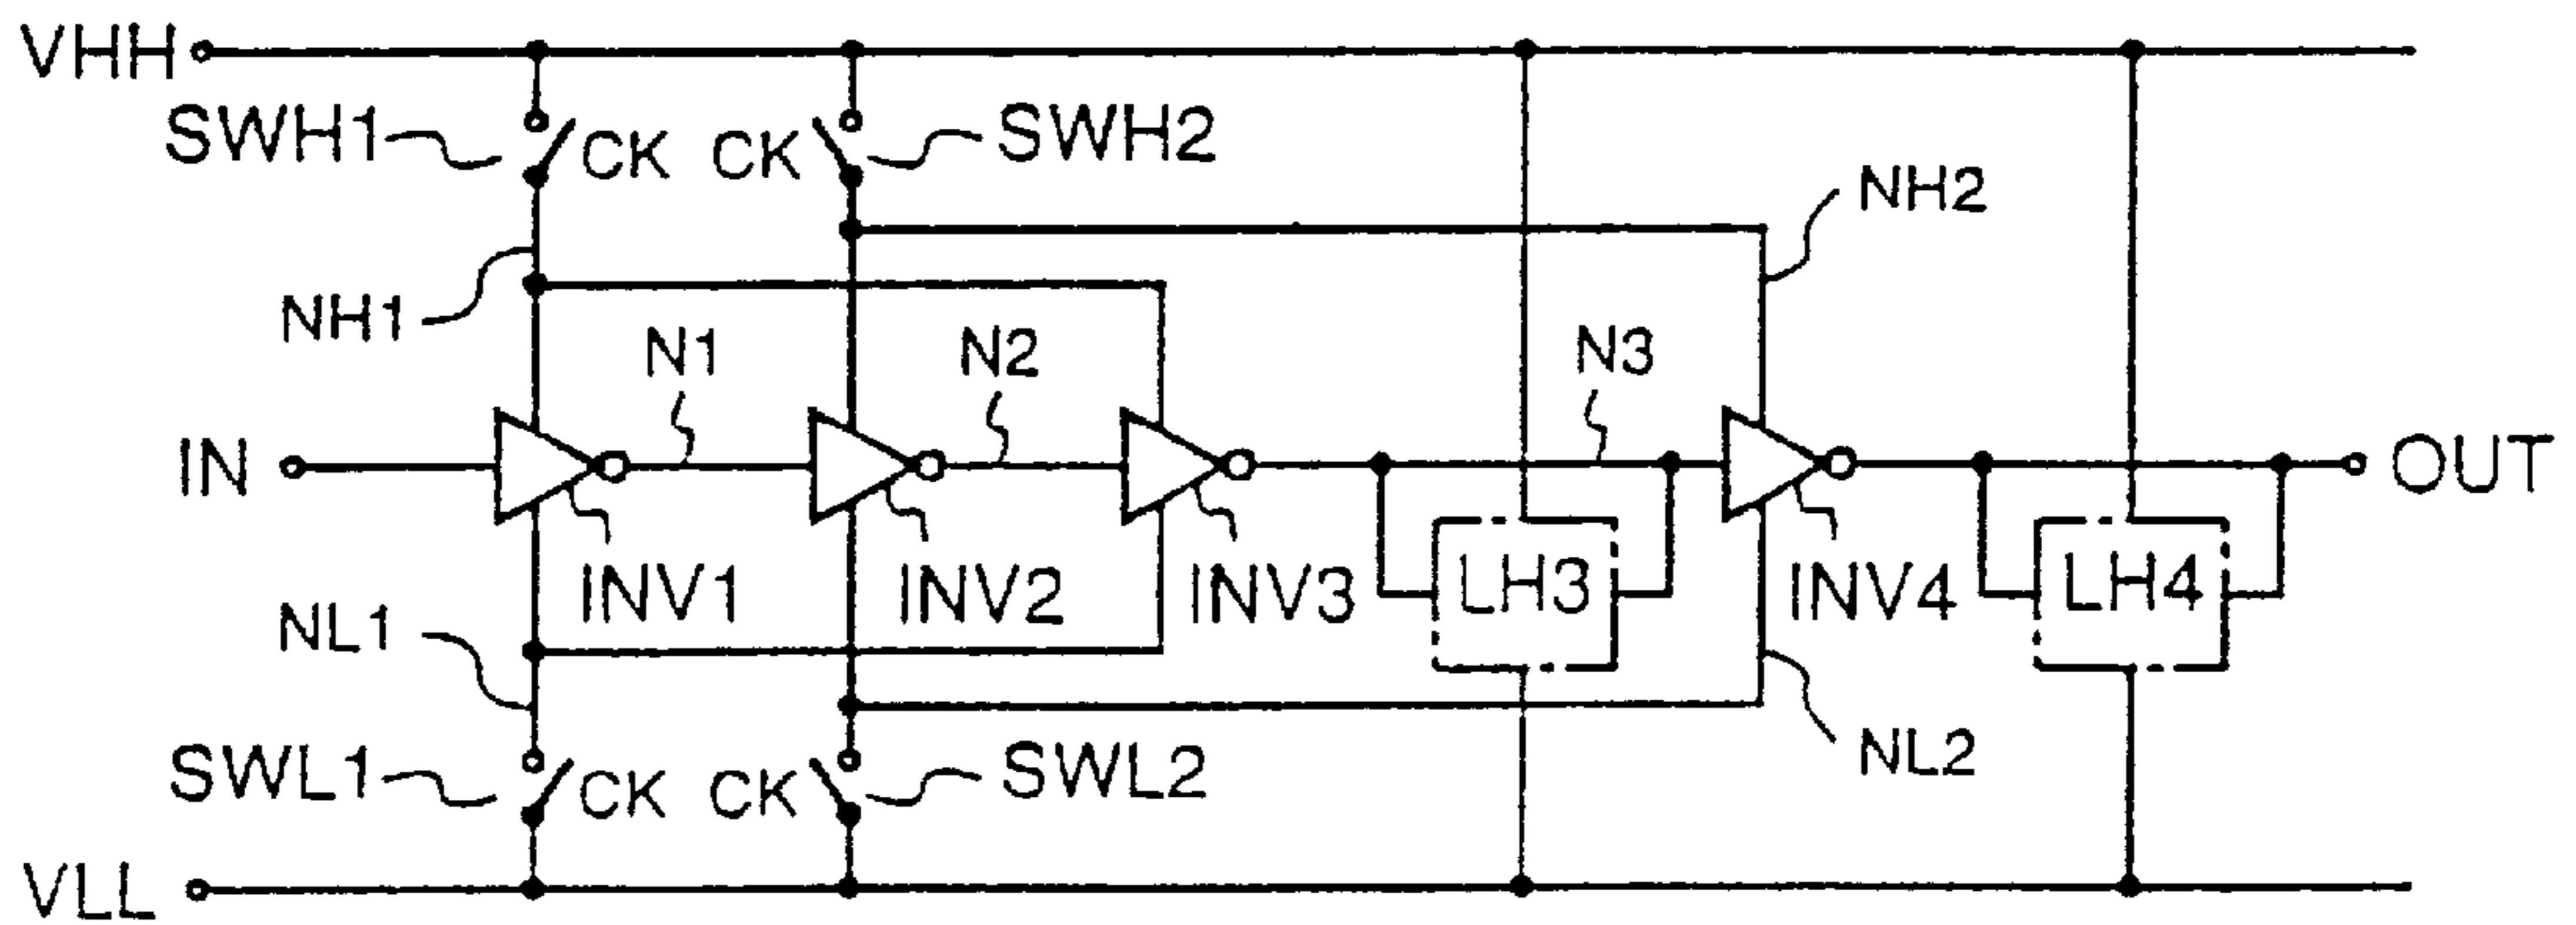 VHH
SWH1 CK CK SWH2
NH2
NH1
N1 N2 N3
IN OUT
INV1 INV2 INV3 LH3 INV4 LH4
NL1
SWL1 CK CK SWL2 NL2
VLL